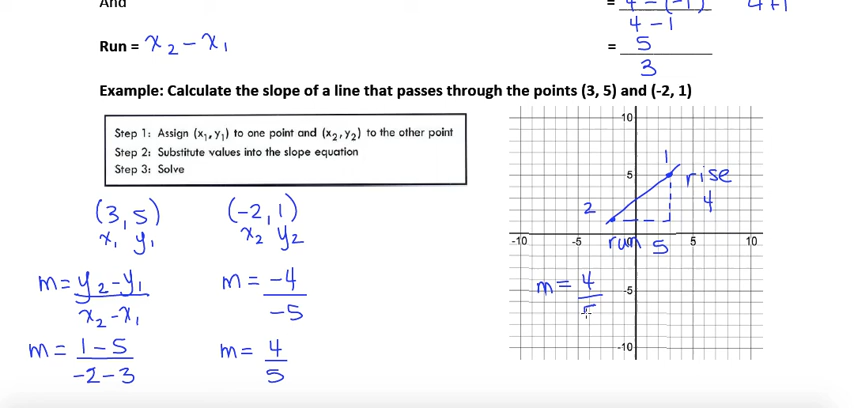 And
Run = x₂ - x₁
= 4 - (-1) 4+1
4 - 1
= 5
3
Example: Calculate the slope of a line that passes through the points (3, 5) and (-2, 1)
Step 1: Assign (x₁, y₁) to one point and (x₂, y₂) to the other point
Step 2: Substitute values into the slope equation
Step 3: Solve
(3, 5) (-2, 1)
x₁ y₁ x₂ y₂
m = y₂ - y₁
x₂ - x₁
m = 1 - 5
-2 - 3
m = -4
-5
m = 4
5
10
5
1
rise
4
2
-10 -5 5 10
run 5
-5
-10
m = 4
5